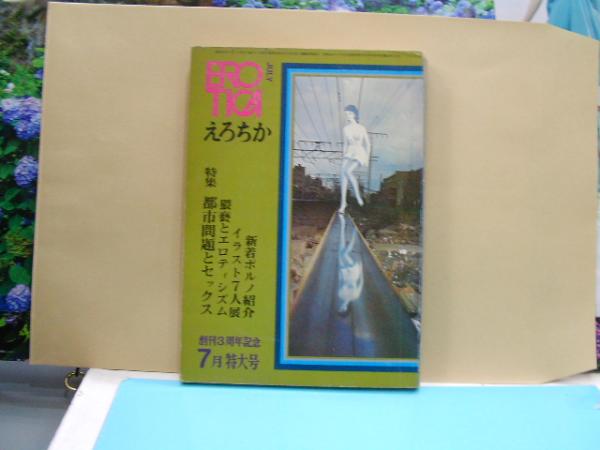 JULY
EROTICA
えろちか
特集
都市問題とセックス
猥褻とエロティシズム
イラスト7人展
新着ポルノ紹介
創刊3周年記念
7月特大号